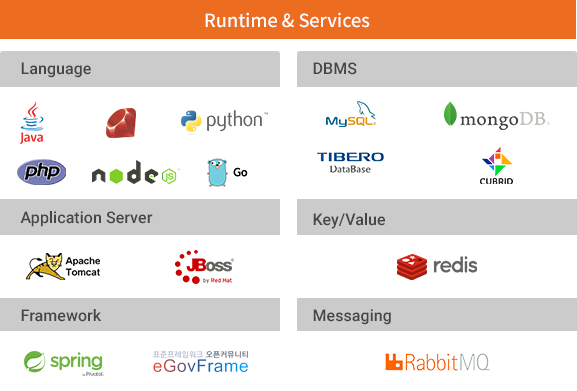 Runtime & Services
Language
Java
python™
php
node
JS
Go
DBMS
MySQL®
mongoDB.
TIBERO
DataBase
CUBRID
Application Server
Apache
Tomcat
JBoss®
by Red Hat
Key/Value
redis
Framework
spring
by Pivotal.
표준프레임워크 오픈커뮤니티
eGovFrame
Messaging
RabbitMQ